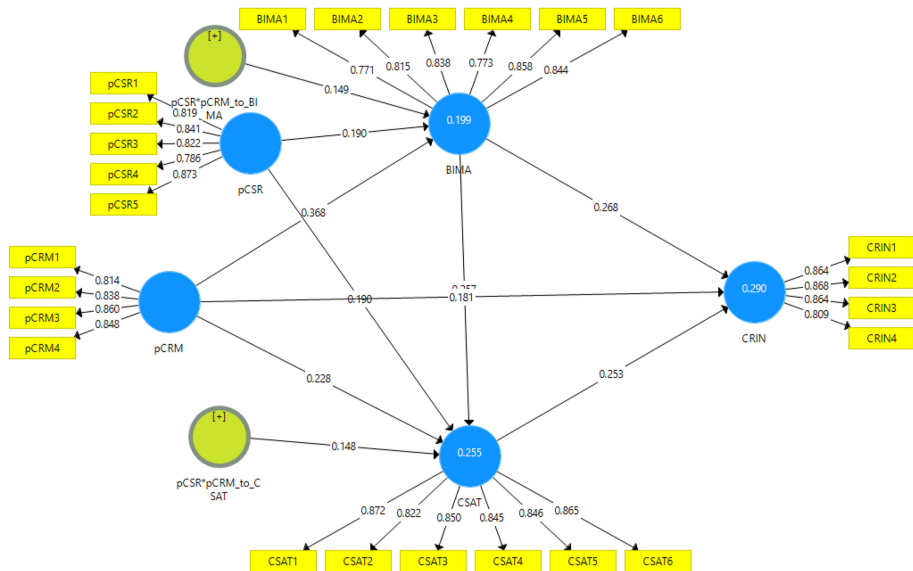 BIMA1 BIMA2 BIMA3 BIMA4 BIMA5 BIMA6
[+]
0.771 0.815 0.838 0.773 0.858 0.844
pCSR1
pCSR2
pCSR3
pCSR4
pCSR5
0.819
0.841
0.822
0.786
0.873
pCSR*pCRM_to_BI
MA
0.149
0.190
pCSR
0.199
BIMA
0.368
0.268
pCRM1
pCRM2
pCRM3
pCRM4
0.814
0.838
0.860
0.848
pCRM
0.190
0.181
0.290
CRIN
0.864
0.868
0.864
0.809
CRIN1
CRIN2
CRIN3
CRIN4
0.228
0.253
[+]
0.148
pCSR*pCRM_to_C
SAT
0.255
CSAT
0.872 0.822 0.850 0.845 0.846 0.865
CSAT1 CSAT2 CSAT3 CSAT4 CSAT5 CSAT6